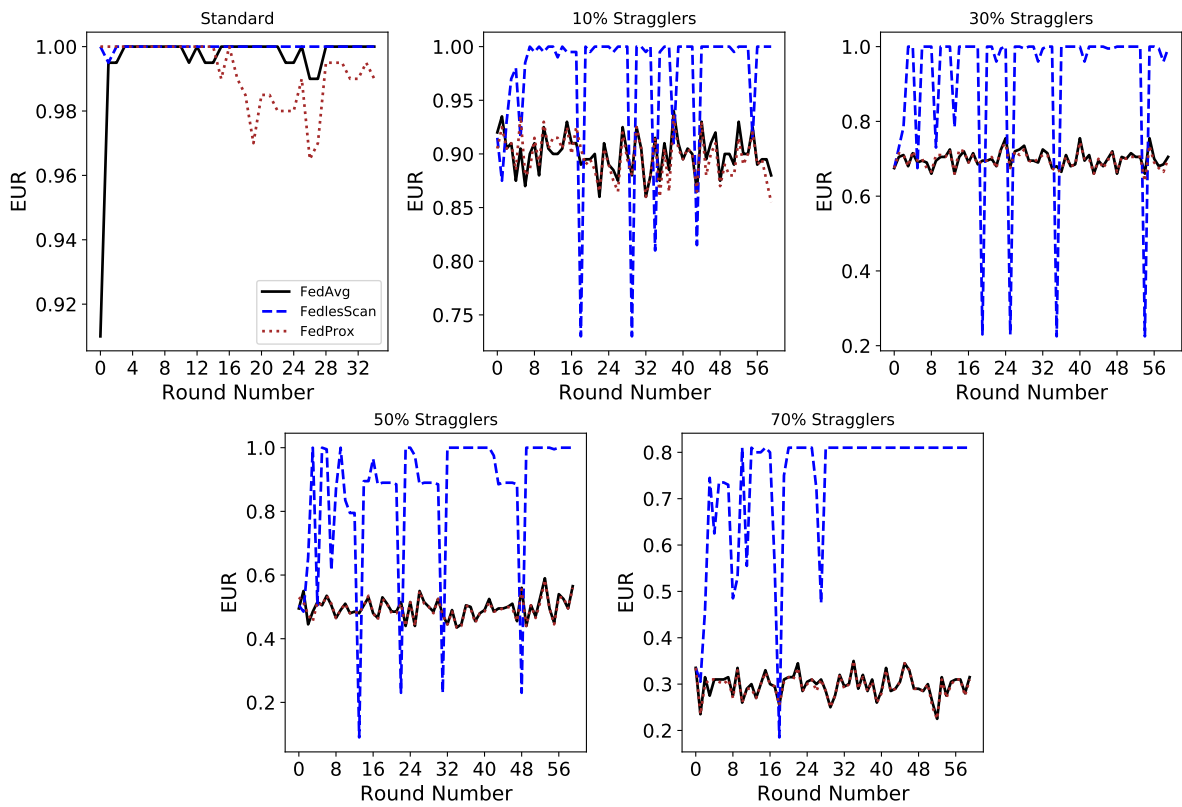 Standard
EUR
1.00
0.98
0.96
0.94
0.92
FedAvg
FedlesScan
FedProx
0 4 8 12 16 20 24 28 32
Round Number
10% Stragglers
EUR
1.00
0.95
0.90
0.85
0.80
0.75
0 8 16 24 32 40 48 56
Round Number
30% Stragglers
EUR
1.0
0.8
0.6
0.4
0.2
0 8 16 24 32 40 48 56
Round Number
50% Stragglers
EUR
1.0
0.8
0.6
0.4
0.2
0 8 16 24 32 40 48 56
Round Number
70% Stragglers
EUR
0.8
0.7
0.6
0.5
0.4
0.3
0.2
0 8 16 24 32 40 48 56
Round Number